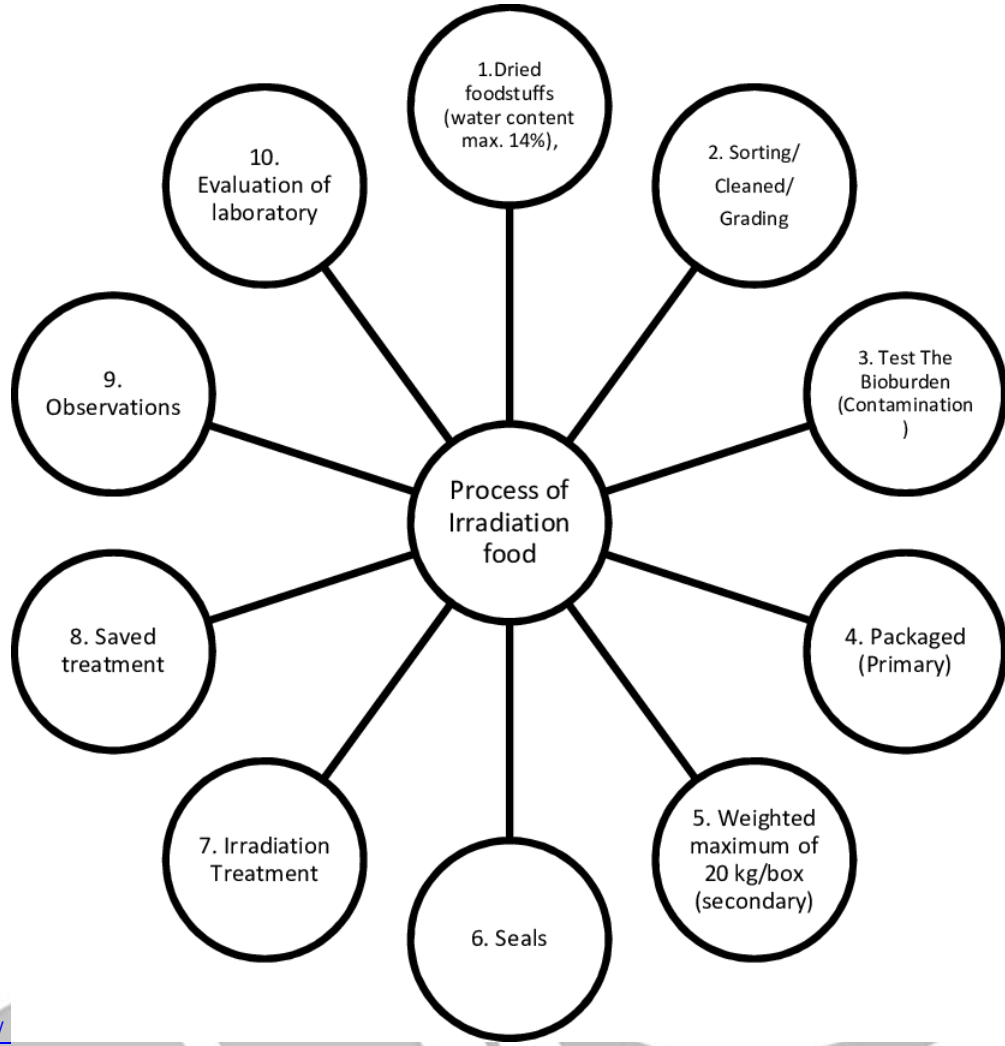 1.Dried
foodstuffs
(water content
max. 14%),
2. Sorting/
Cleaned/
Grading
3. Test The
Bioburden
(Contamination
)
4. Packaged
(Primary)
5. Weighted
maximum of
20 kg/box
(secondary)
6. Seals
7. Irradiation
Treatment
8. Saved
treatment
9.
Observations
10.
Evaluation of
laboratory
Process of
Irradiation
food